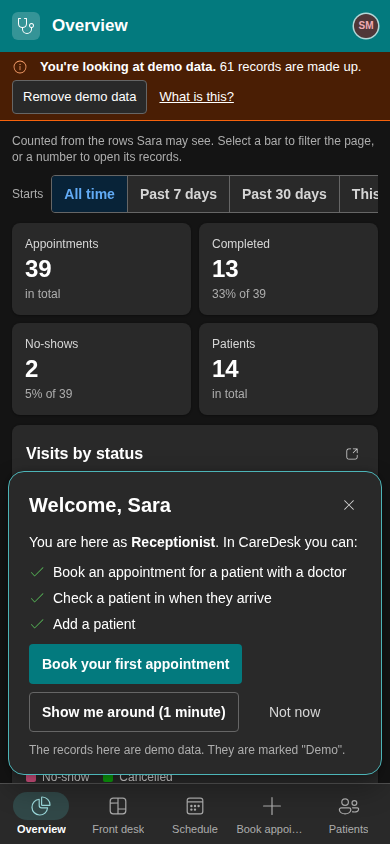 Overview
SM
You're looking at demo data. 61 records are made up.
Remove demo data What is this?
Counted from the rows Sara may see. Select a bar to filter the page,
or a number to open its records.
Starts All time Past 7 days Past 30 days This
Appointments
39
in total
Completed
13
33% of 39
No-shows
2
5% of 39
Patients
14
in total
Visits by status
Welcome, Sara
You are here as Receptionist. In CareDesk you can:
Book an appointment for a patient with a doctor
Check a patient in when they arrive
Add a patient
Book your first appointment
Show me around (1 minute) Not now
The records here are demo data. They are marked "Demo".
No-show Cancelled
Overview Front desk Schedule Book appoi… Patients